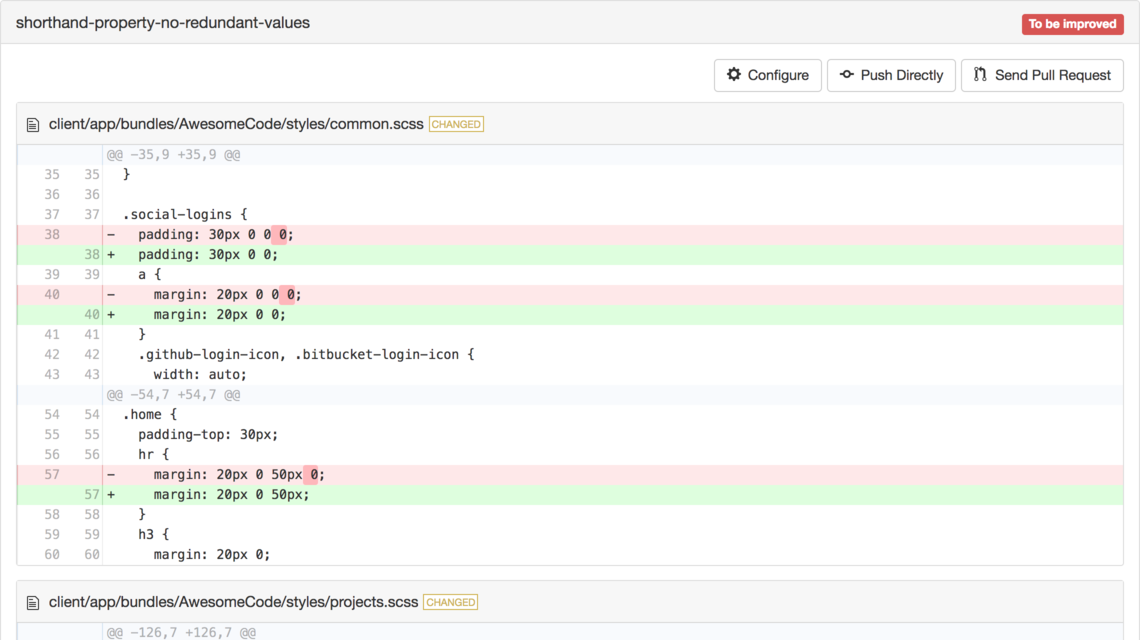 shorthand-property-no-redundant-values
To be improved
Configure
Push Directly
Send Pull Request
client/app/bundles/AwesomeCode/styles/common.scss CHANGED
@@ -35,9 +35,9 @@
35 35 }
36 36
37 37 .social-logins {
38 - padding: 30px 0 0 0;
38 + padding: 30px 0 0;
39 39 a {
40 - margin: 20px 0 0 0;
40 + margin: 20px 0 0;
41 41 }
42 42 .github-login-icon, .bitbucket-login-icon {
43 43 width: auto;
@@ -54,7 +54,7 @@
54 54 .home {
55 55 padding-top: 30px;
56 56 hr {
57 - margin: 20px 0 50px 0;
57 + margin: 20px 0 50px;
58 58 }
59 59 h3 {
60 60 margin: 20px 0;
client/app/bundles/AwesomeCode/styles/projects.scss CHANGED
@@ -126,7 +126,7 @@